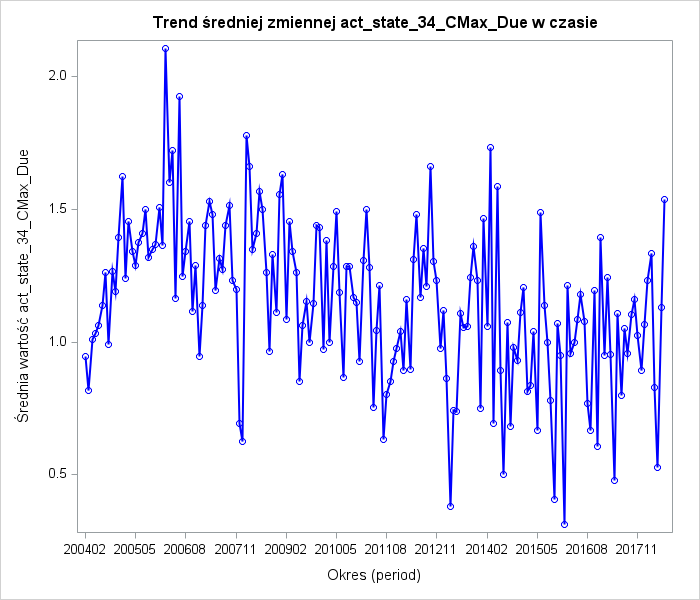 Trend średniej zmiennej act_state_34_CMax_Due w czasie
Średnia wartość act_state_34_CMax_Due
2.0
1.5
1.0
0.5
200402 200505 200608 200711 200902 201005 201108 201211 201402 201505 201608 201711
Okres (period)